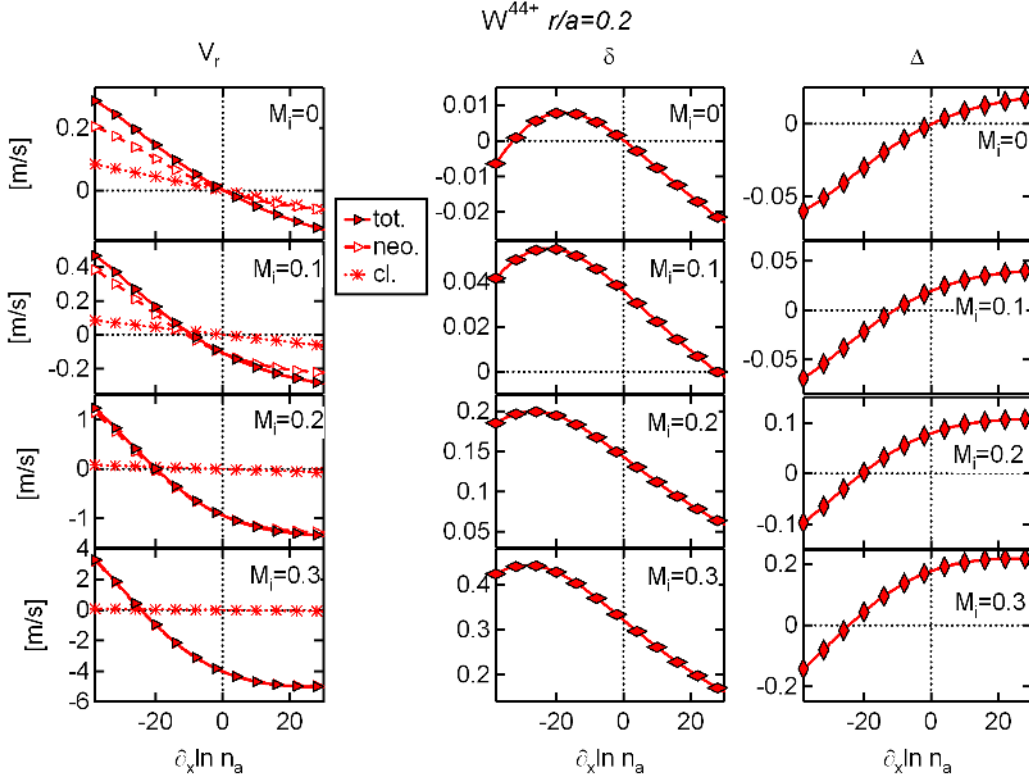 W⁴⁴⁺ r/a=0.2
Vᵣ δ Δ
[m/s] 0.2 0 Mᵢ=0
0.01 0 -0.01 -0.02 Mᵢ=0
0 -0.05 Mᵢ=0
tot.
neo.
cl.
[m/s] 0.4 0.2 0 -0.2 Mᵢ=0.1
0.04 0.02 0 Mᵢ=0.1
0.05 0 -0.05 Mᵢ=0.1
[m/s] 1 0 -1 Mᵢ=0.2
0.2 0.15 0.1 0.05 Mᵢ=0.2
0.1 0 -0.1 Mᵢ=0.2
[m/s] 4 2 0 -2 -4 -6 Mᵢ=0.3
0.4 0.3 0.2 Mᵢ=0.3
0.2 0 -0.2 Mᵢ=0.3
-20 0 20 -20 0 20 -20 0 20
∂ₓln nₐ ∂ₓln nₐ ∂ₓln nₐ